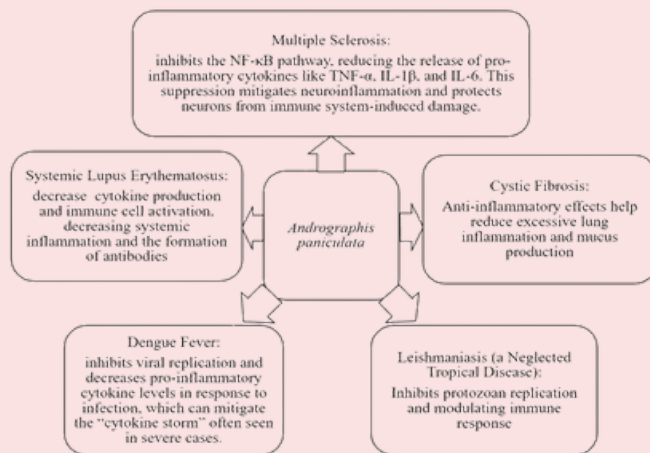 Multiple Sclerosis:
inhibits the NF-κB pathway, reducing the release of pro-
inflammatory cytokines like TNF-α, IL-1β, and IL-6. This
suppression mitigates neuroinflammation and protects
neurons from immune system-induced damage.
Systemic Lupus Erythematosus:
decrease cytokine production
and immune cell activation,
decreasing systemic
inflammation and the formation
of antibodies
Andrographis
paniculata
Cystic Fibrosis:
Anti-inflammatory effects help
reduce excessive lung
inflammation and mucus
production
Dengue Fever:
inhibits viral replication and
decreases pro-inflammatory
cytokine levels in response to
infection, which can mitigate
the “cytokine storm” often seen
in severe cases.
Leishmaniasis (a Neglected
Tropical Disease):
Inhibits protozoan replication
and modulating immune
response